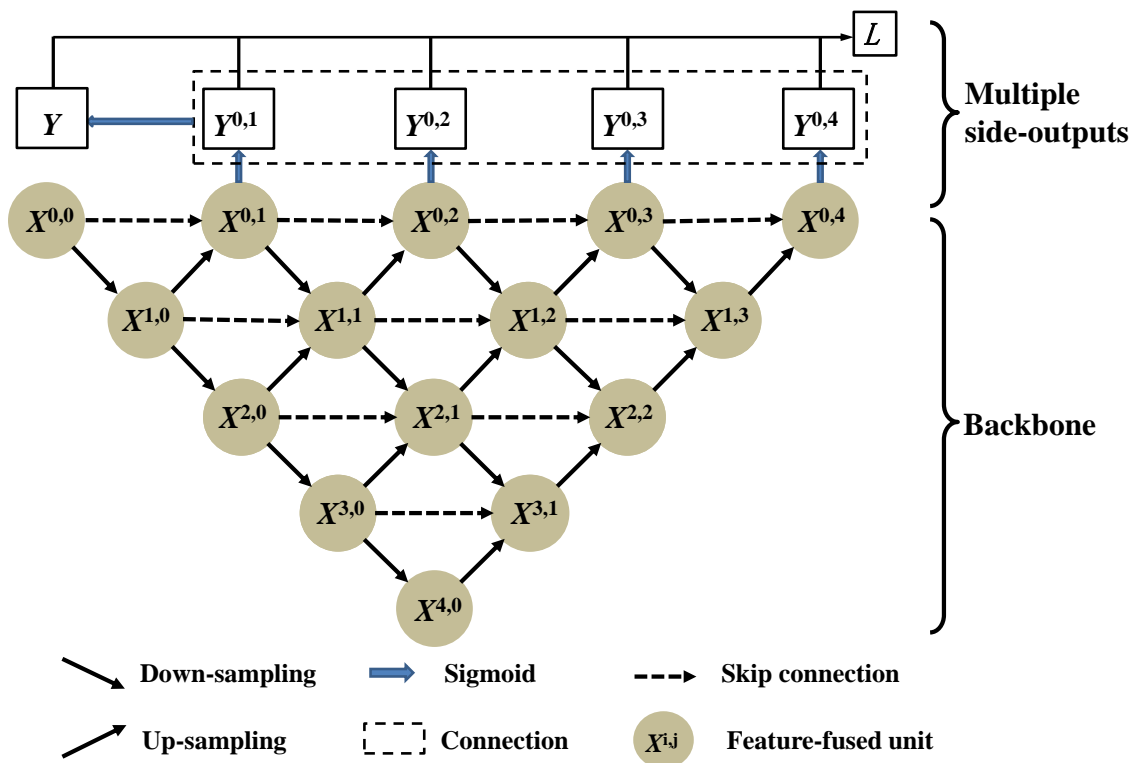 L
Y Y0,1 Y0,2 Y0,3 Y0,4
Multiple
side-outputs
X0,0 X0,1 X0,2 X0,3 X0,4
X1,0 X1,1 X1,2 X1,3
X2,0 X2,1 X2,2
Backbone
X3,0 X3,1
X4,0
Down-sampling Sigmoid Skip connection
Up-sampling Connection Xi,j Feature-fused unit